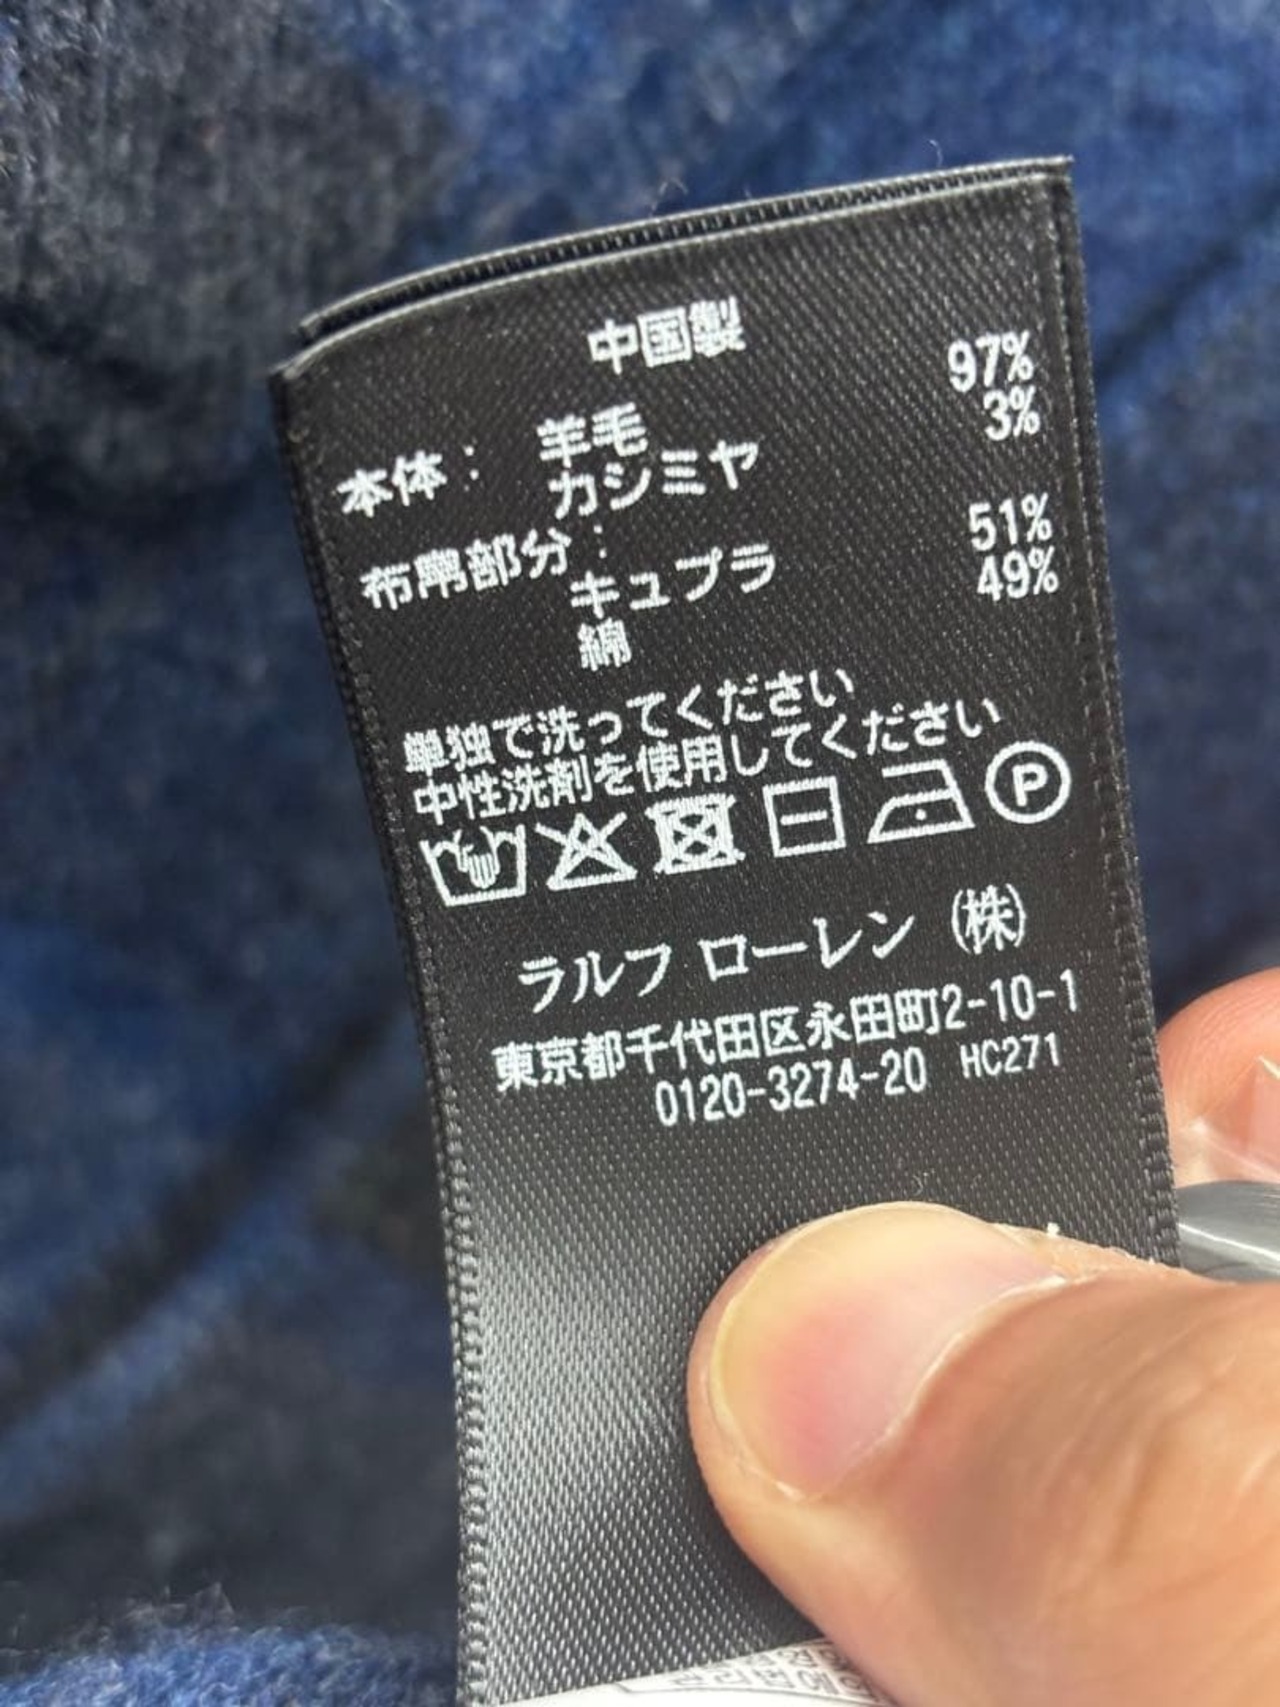 中国製
本体： 羊毛 97%
カシミヤ 3%
布帛部分：
キュプラ 51%
綿 49%
単独で洗ってください
中性洗剤を使用してください
P
ラルフ ローレン (株)
東京都千代田区永田町2-10-1
0120-3274-20 HC271